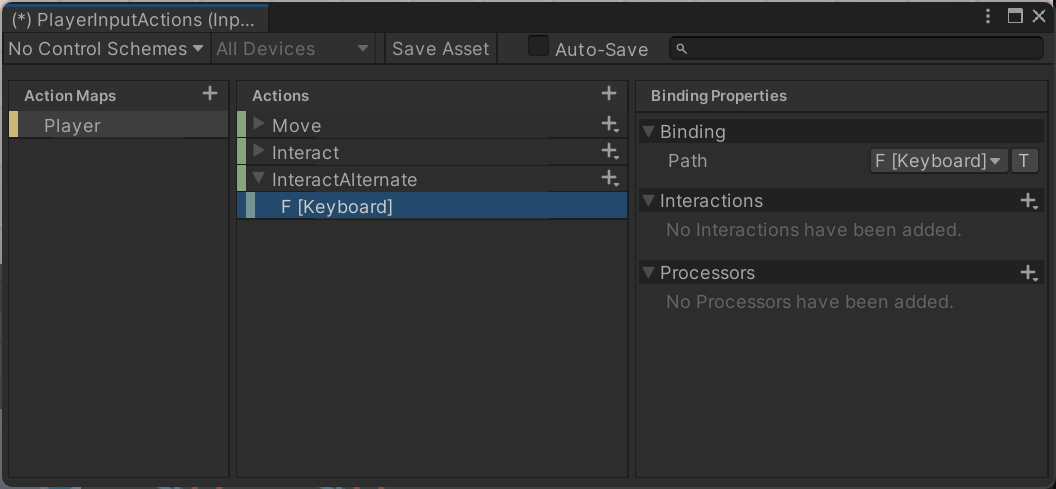 (*) PlayerInputActions (Inp...
No Control Schemes All Devices Save Asset Auto-Save
Action Maps
Player
Actions
Move
Interact
InteractAlternate
F [Keyboard]
Binding Properties
Binding
Path F [Keyboard] T
Interactions
No Interactions have been added.
Processors
No Processors have been added.